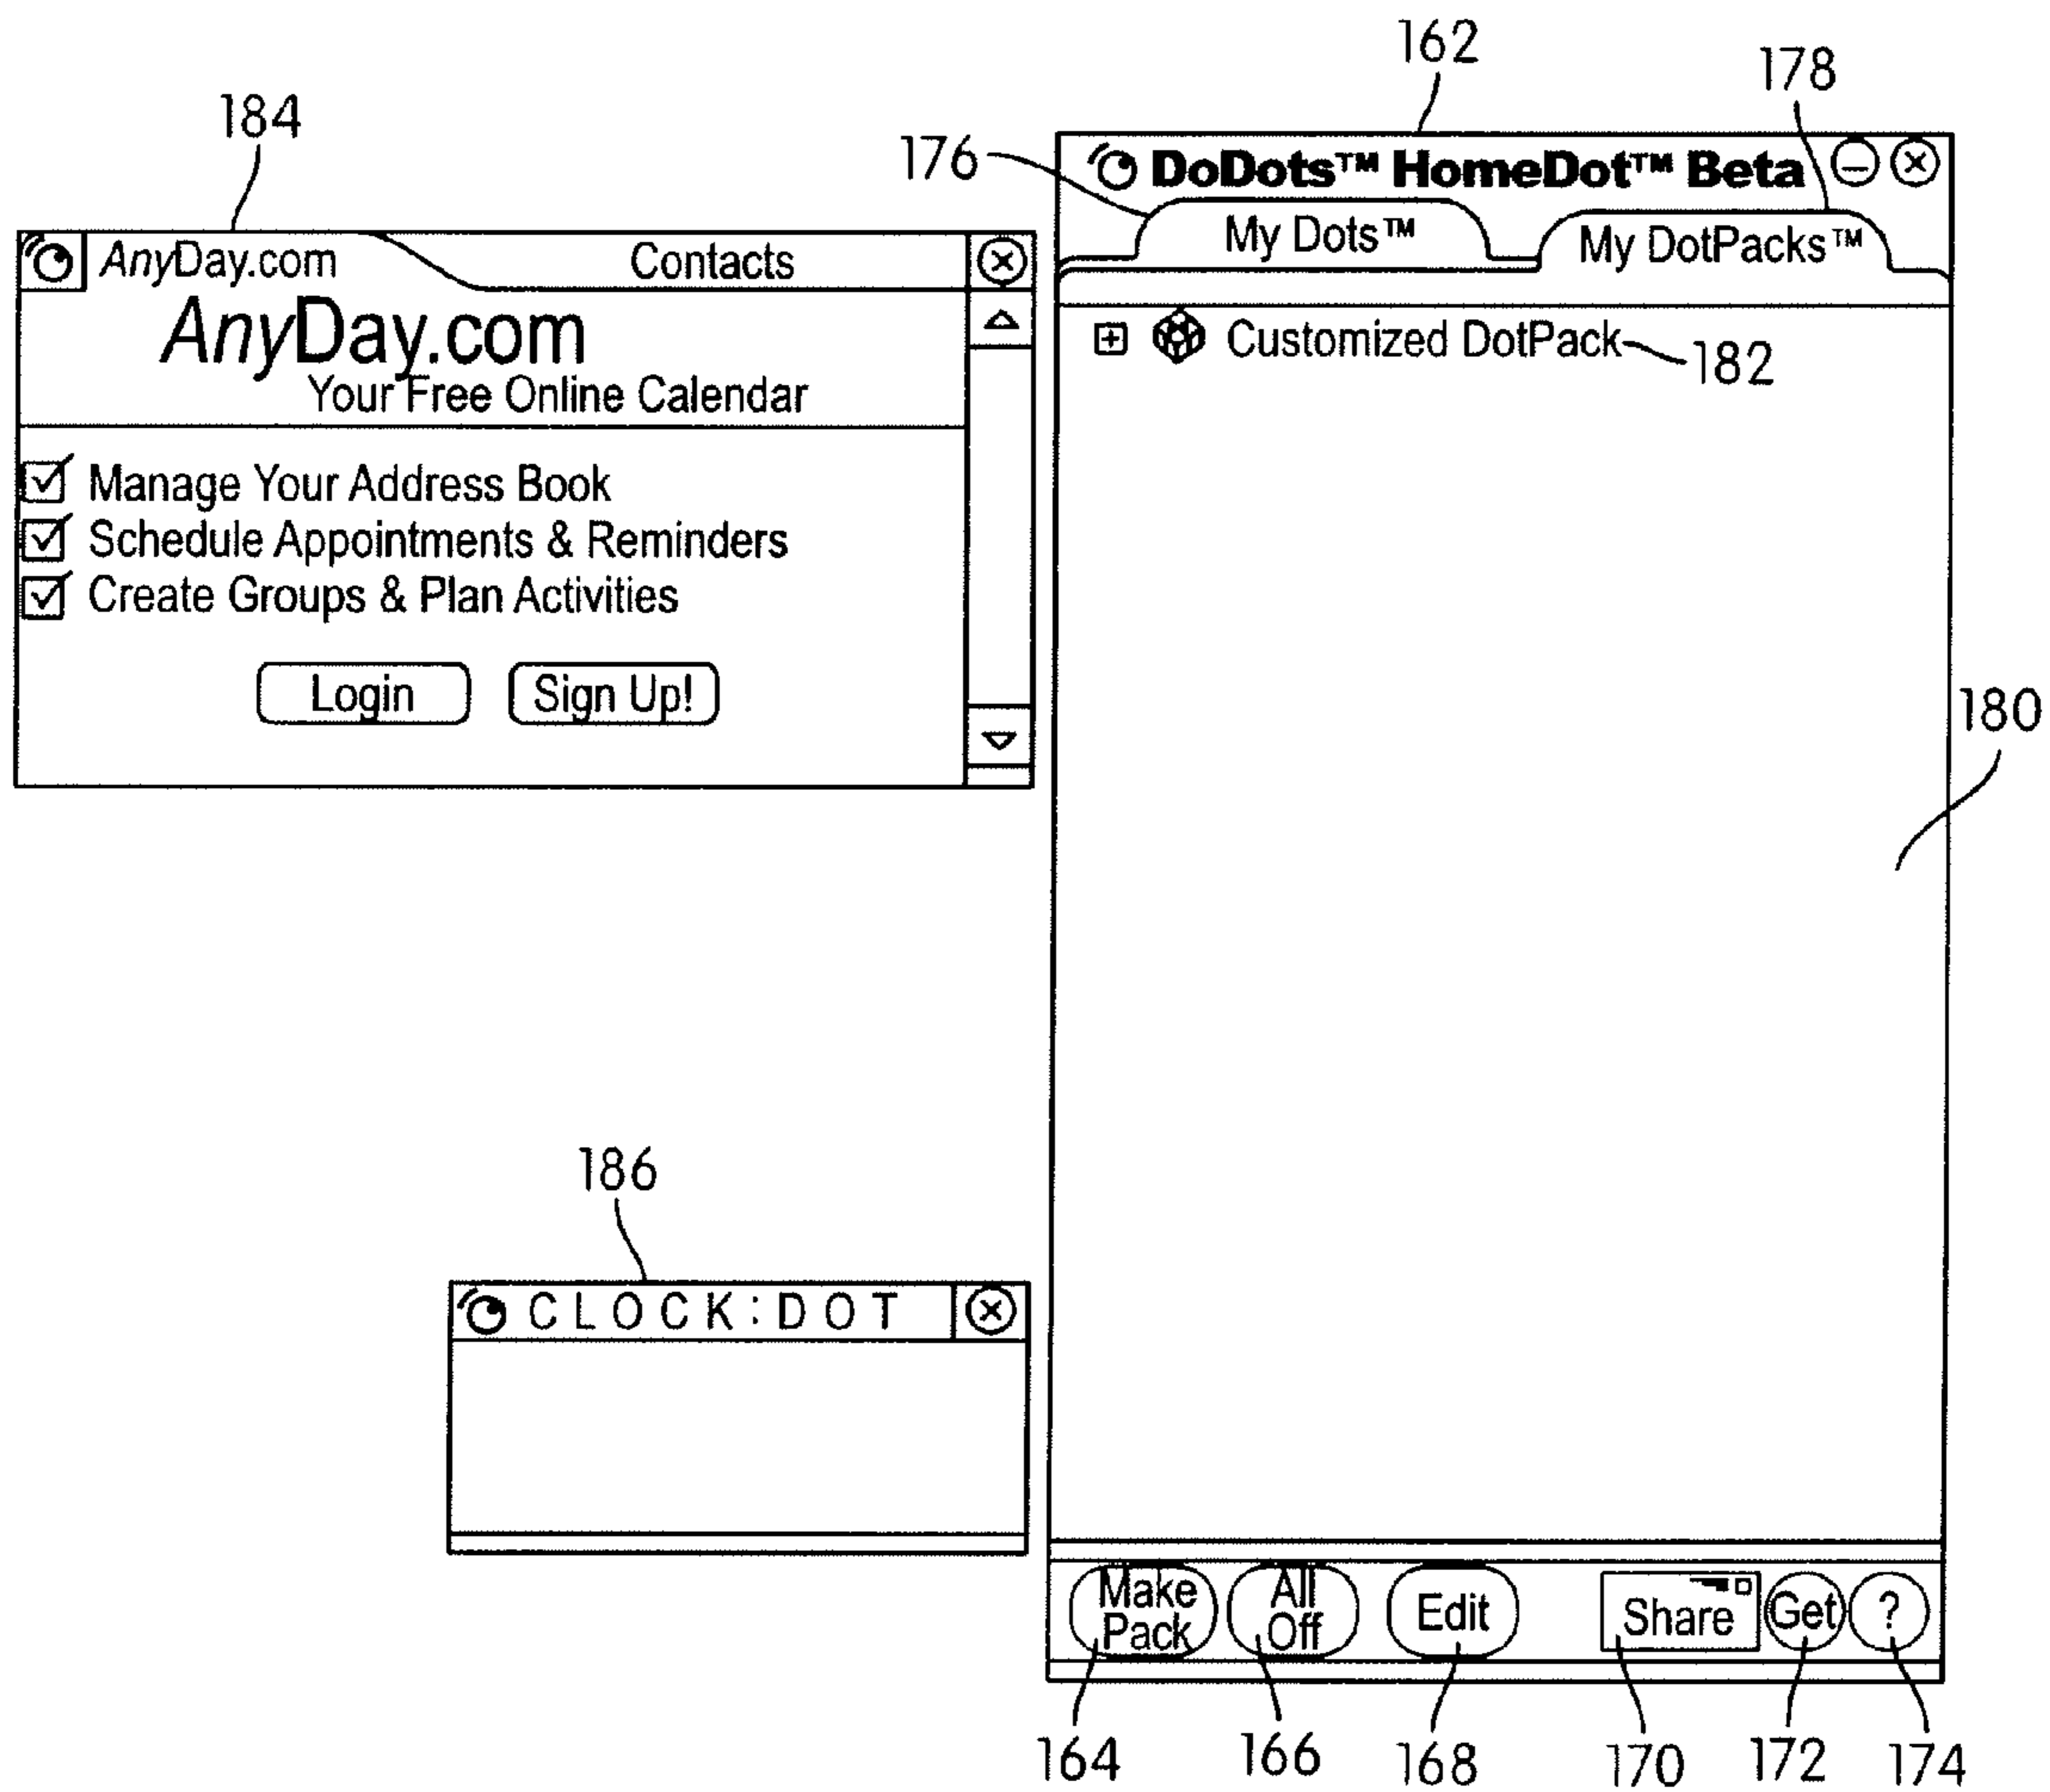 162
178
184
176
DoDots™ HomeDot™ Beta
My Dots™
My DotPacks™
AnyDay.com
Contacts
AnyDay.com
Your Free Online Calendar
Customized DotPack
182
Manage Your Address Book
Schedule Appointments & Reminders
Create Groups & Plan Activities
Login
Sign Up!
180
186
CLOCK:DOT
Make
Pack
All
Off
Edit
Share
Get
?
164
166
168
170
172
174